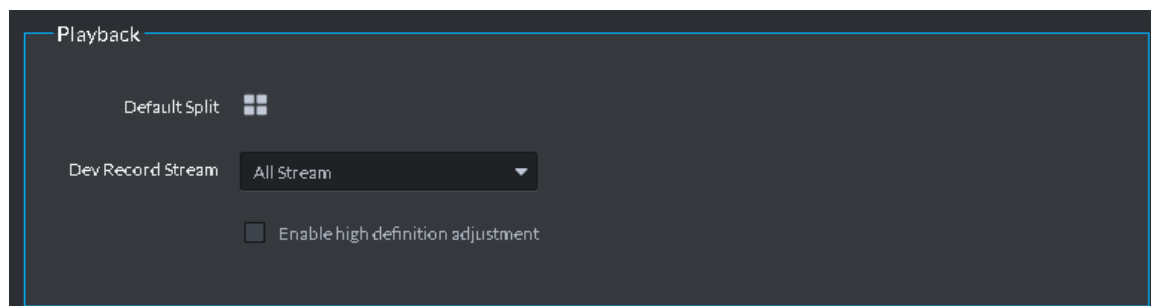 Playback
Default Split
Dev Record Stream All Stream
Enable high definition adjustment